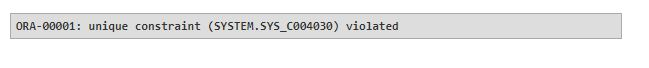 ORA-00001: unique constraint (SYSTEM.SYS_C004030) violated